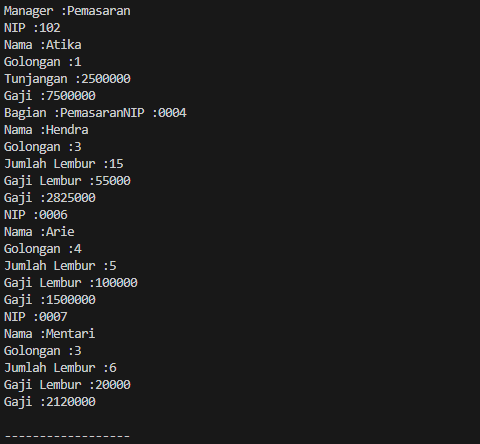 Manager :Pemasaran
NIP :102
Nama :Atika
Golongan :1
Tunjangan :2500000
Gaji :7500000
Bagian :PemasaranNIP :0004
Nama :Hendra
Golongan :3
Jumlah Lembur :15
Gaji Lembur :55000
Gaji :2825000
NIP :0006
Nama :Arie
Golongan :4
Jumlah Lembur :5
Gaji Lembur :100000
Gaji :1500000
NIP :0007
Nama :Mentari
Golongan :3
Jumlah Lembur :6
Gaji Lembur :20000
Gaji :2120000
------------------